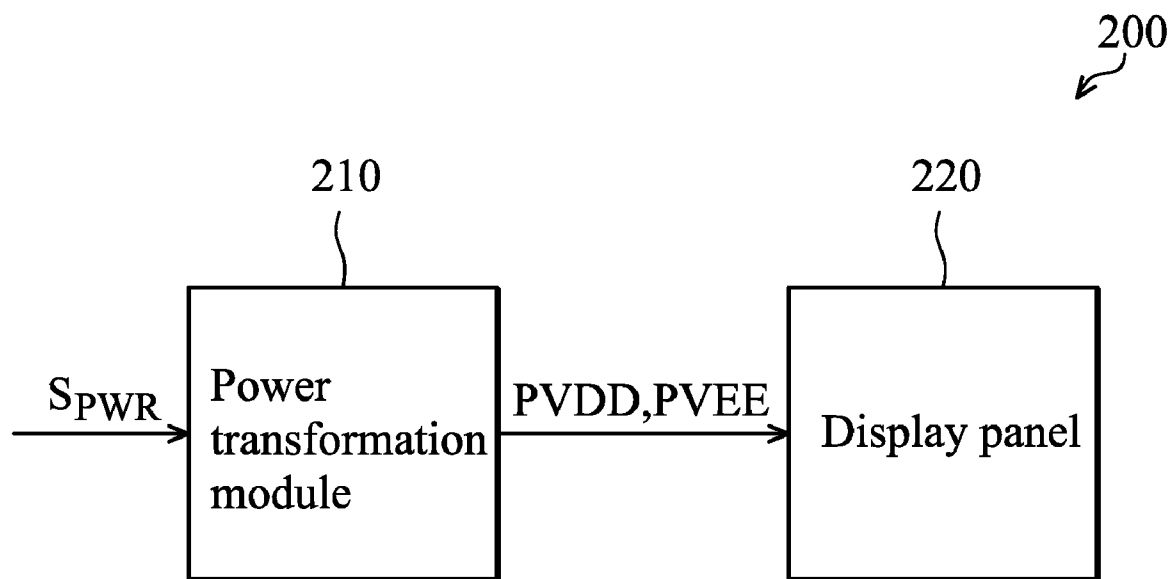 200
210
220
SPWR
Power
transformation
module
PVDD,PVEE
Display panel